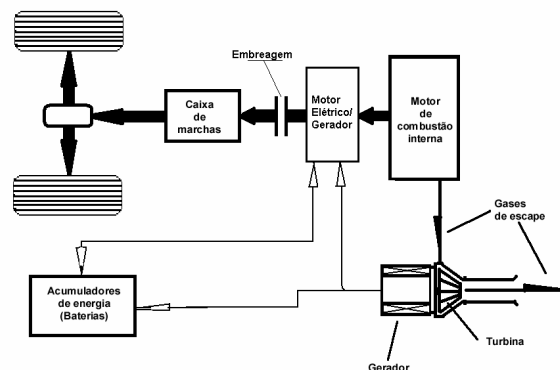 Embreagem
Caixa
de
marchas
Motor
Elétrico/
Gerador
Motor
de
combustão
interna
Gases
de escape
Acumuladores
de energia
(Baterias)
Turbina
Gerador